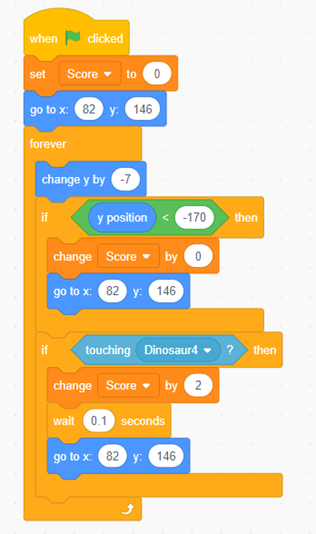 when clicked
set Score to 0
go to x: 82 y: 146
forever
change y by -7
if y position < -170 then
change Score by 0
go to x: 82 y: 146
if touching Dinosaur4 ? then
change Score by 2
wait 0.1 seconds
go to x: 82 y: 146